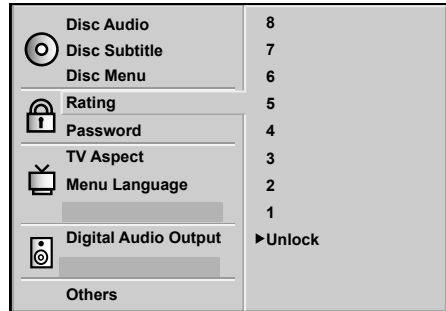 Disc Audio
Disc Subtitle
Disc Menu
Rating
Password
TV Aspect
Menu Language
Digital Audio Output
Others
8
7
6
5
4
3
2
1
▶Unlock